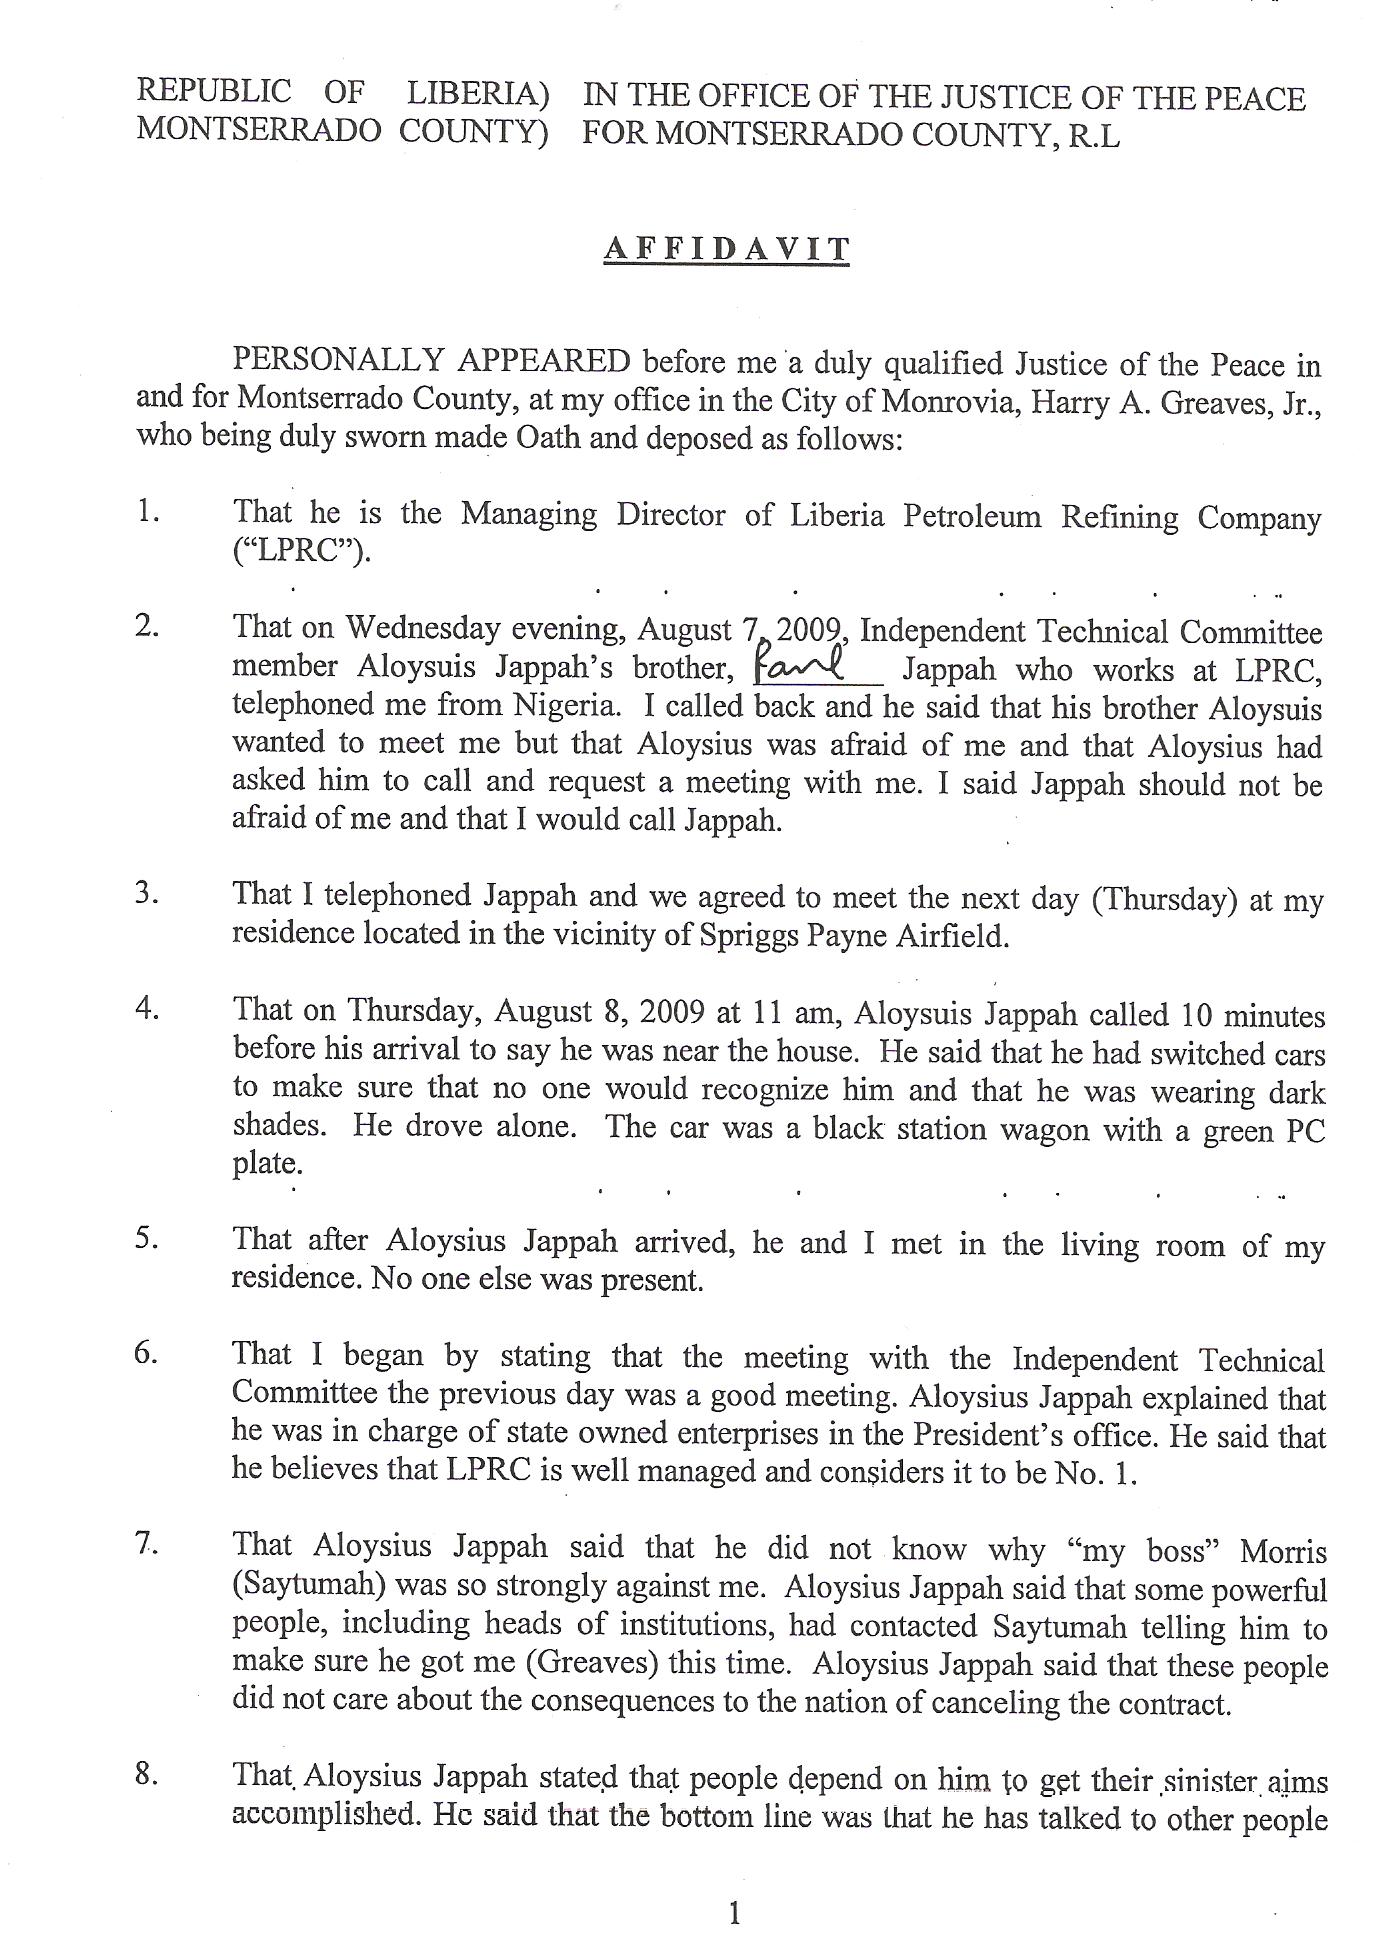 REPUBLIC OF LIBERIA) IN THE OFFICE OF THE JUSTICE OF THE PEACE
MONTSERRADO COUNTY) FOR MONTSERRADO COUNTY, R.L
AFFIDAVIT
PERSONALLY APPEARED before me a duly qualified Justice of the Peace in
and for Montserrado County, at my office in the City of Monrovia, Harry A. Greaves, Jr.,
who being duly sworn made Oath and deposed as follows:
1. That he is the Managing Director of Liberia Petroleum Refining Company
(“LPRC”).
2. That on Wednesday evening, August 7, 2009, Independent Technical Committee
member Aloysuis Jappah’s brother, Paul Jappah who works at LPRC,
telephoned me from Nigeria. I called back and he said that his brother Aloysuis
wanted to meet me but that Aloysius was afraid of me and that Aloysius had
asked him to call and request a meeting with me. I said Jappah should not be
afraid of me and that I would call Jappah.
3. That I telephoned Jappah and we agreed to meet the next day (Thursday) at my
residence located in the vicinity of Spriggs Payne Airfield.
4. That on Thursday, August 8, 2009 at 11 am, Aloysuis Jappah called 10 minutes
before his arrival to say he was near the house. He said that he had switched cars
to make sure that no one would recognize him and that he was wearing dark
shades. He drove alone. The car was a black station wagon with a green PC
plate.
5. That after Aloysius Jappah arrived, he and I met in the living room of my
residence. No one else was present.
6. That I began by stating that the meeting with the Independent Technical
Committee the previous day was a good meeting. Aloysius Jappah explained that
he was in charge of state owned enterprises in the President’s office. He said that
he believes that LPRC is well managed and considers it to be No. 1.
7. That Aloysius Jappah said that he did not know why “my boss” Morris
(Saytumah) was so strongly against me. Aloysius Jappah said that some powerful
people, including heads of institutions, had contacted Saytumah telling him to
make sure he got me (Greaves) this time. Aloysius Jappah said that these people
did not care about the consequences to the nation of canceling the contract.
8. That Aloysius Jappah stated that people depend on him to get their sinister aims
accomplished. He said that the bottom line was that he has talked to other people
1